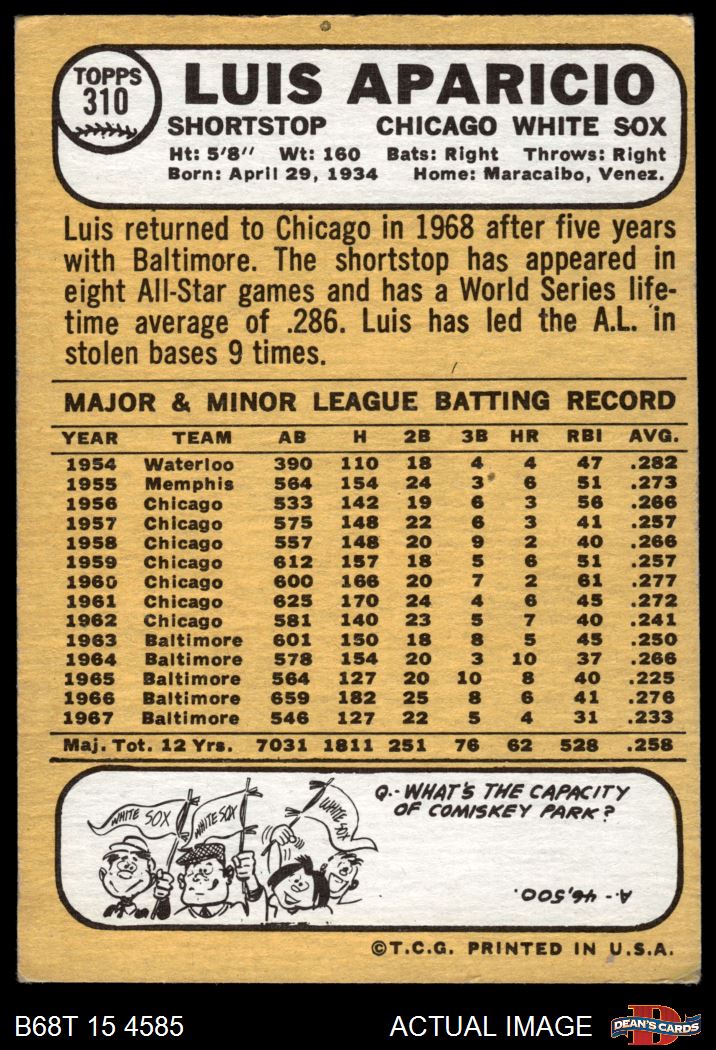 TOPPS
310
LUIS APARICIO
SHORTSTOP CHICAGO WHITE SOX
Ht: 5'8" Wt: 160 Bats: Right Throws: Right
Born: April 29, 1934 Home: Maracaibo, Venez.
Luis returned to Chicago in 1968 after five years
with Baltimore. The shortstop has appeared in
eight All-Star games and has a World Series life-
time average of .286. Luis has led the A.L. in
stolen bases 9 times.
MAJOR & MINOR LEAGUE BATTING RECORD
YEAR TEAM AB H 2B 3B HR RBI AVG.
1954 Waterloo 390 110 18 4 4 47 .282
1955 Memphis 564 154 24 3 6 51 .273
1956 Chicago 533 142 19 6 3 56 .266
1957 Chicago 575 148 22 6 3 41 .257
1958 Chicago 557 148 20 9 2 40 .266
1959 Chicago 612 157 18 5 6 51 .257
1960 Chicago 600 166 20 7 2 61 .277
1961 Chicago 625 170 24 4 6 45 .272
1962 Chicago 581 140 23 5 7 40 .241
1963 Baltimore 601 150 18 8 5 45 .250
1964 Baltimore 578 154 20 3 10 37 .266
1965 Baltimore 564 127 20 10 8 40 .225
1966 Baltimore 659 182 25 8 6 41 .276
1967 Baltimore 546 127 22 5 4 31 .233
Maj. Tot. 12 Yrs. 7031 1811 251 76 62 528 .258
WHITE SOX
WHITE SOX
WHITE SOX
Q.-WHAT'S THE CAPACITY
OF COMISKEY PARK?
A.- 46,500.
©T.C.G. PRINTED IN U.S.A.
B68T 15 4585 ACTUAL IMAGE
D
DEAN'S CARDS